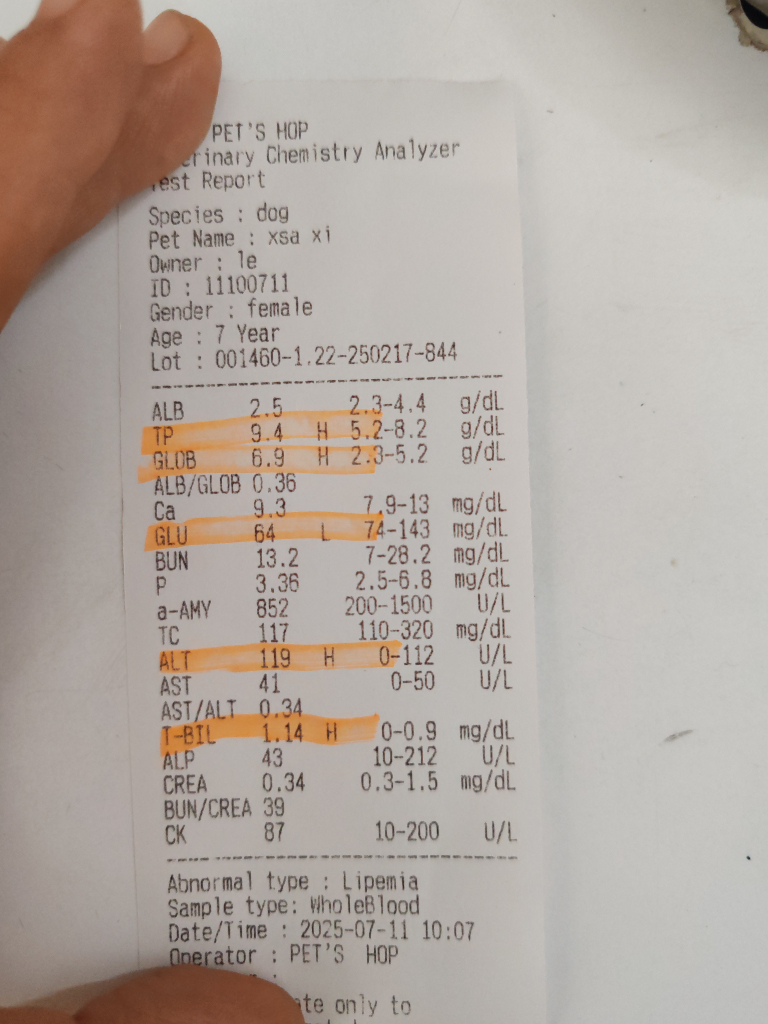 PET'S HOP
erinary Chemistry Analyzer
est Report
Species : dog
Pet Name : xsa xi
Owner : le
ID : 11100711
Gender : female
Age : 7 Year
Lot : 001460-1.22-250217-844
ALB 2.5 2.3-4.4 g/dL
TP 9.4 H 5.2-8.2 g/dL
GLOB 6.9 H 2.3-5.2 g/dL
ALB/GLOB 0.36
Ca 9.3 7.9-13 mg/dL
GLU 64 L 74-143 mg/dL
BUN 13.2 7-28.2 mg/dL
P 3.36 2.5-6.8 mg/dL
a-AMY 852 200-1500 U/L
TC 117 110-320 mg/dL
ALT 119 H 0-112 U/L
AST 41 0-50 U/L
AST/ALT 0.34
T-BIL 1.14 H 0-0.9 mg/dL
ALP 43 10-212 U/L
CREA 0.34 0.3-1.5 mg/dL
BUN/CREA 39
CK 87 10-200 U/L
Abnormal type : Lipemia
Sample type: WholeBlood
Date/Time : 2025-07-11 10:07
Operator : PET'S HOP
te only to